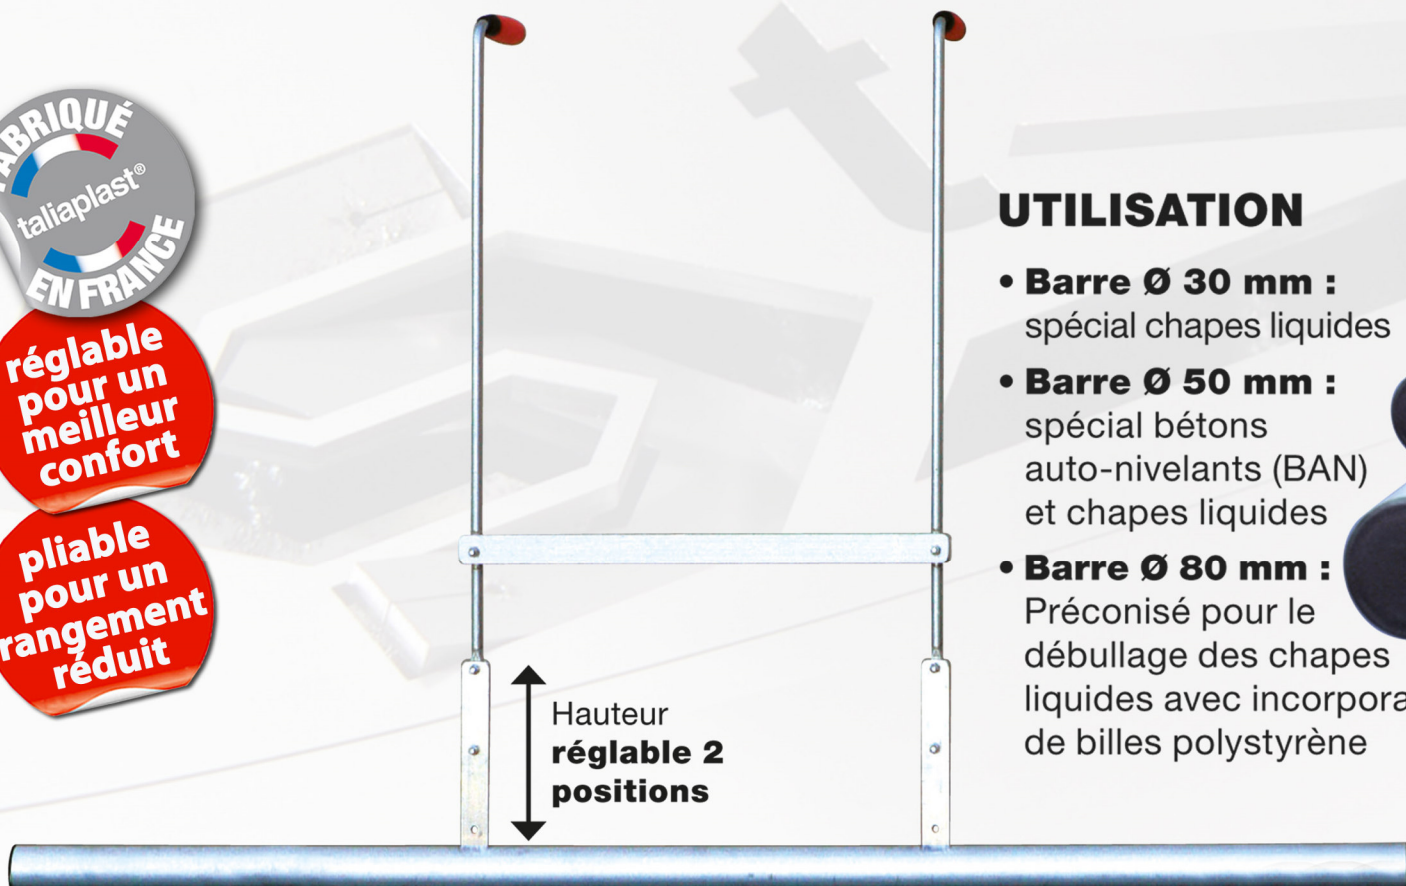 FABRIQUÉ
taliaplast®
EN FRANCE
réglable
pour un
meilleur
confort
pliable
pour un
rangement
réduit
Hauteur
réglable 2
positions
UTILISATION
• Barre Ø 30 mm :
spécial chapes liquides
• Barre Ø 50 mm :
spécial bétons
auto-nivelants (BAN)
et chapes liquides
• Barre Ø 80 mm :
Préconisé pour le
débullage des chapes
liquides avec incorpora
de billes polystyrène